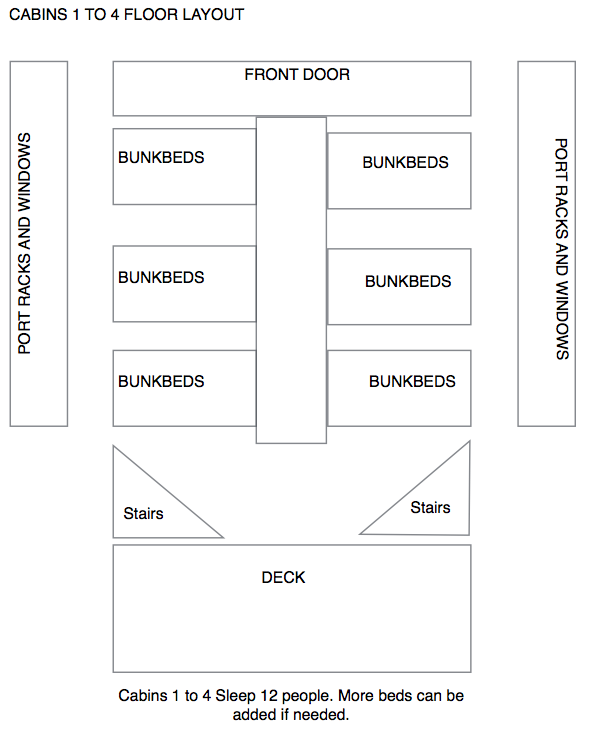 CABINS 1 TO 4 FLOOR LAYOUT
FRONT DOOR
PORT RACKS AND WINDOWS
BUNKBEDS
BUNKBEDS
PORT RACKS AND WINDOWS
BUNKBEDS
BUNKBEDS
BUNKBEDS
BUNKBEDS
Stairs
Stairs
DECK
Cabins 1 to 4 Sleep 12 people. More beds can be
added if needed.